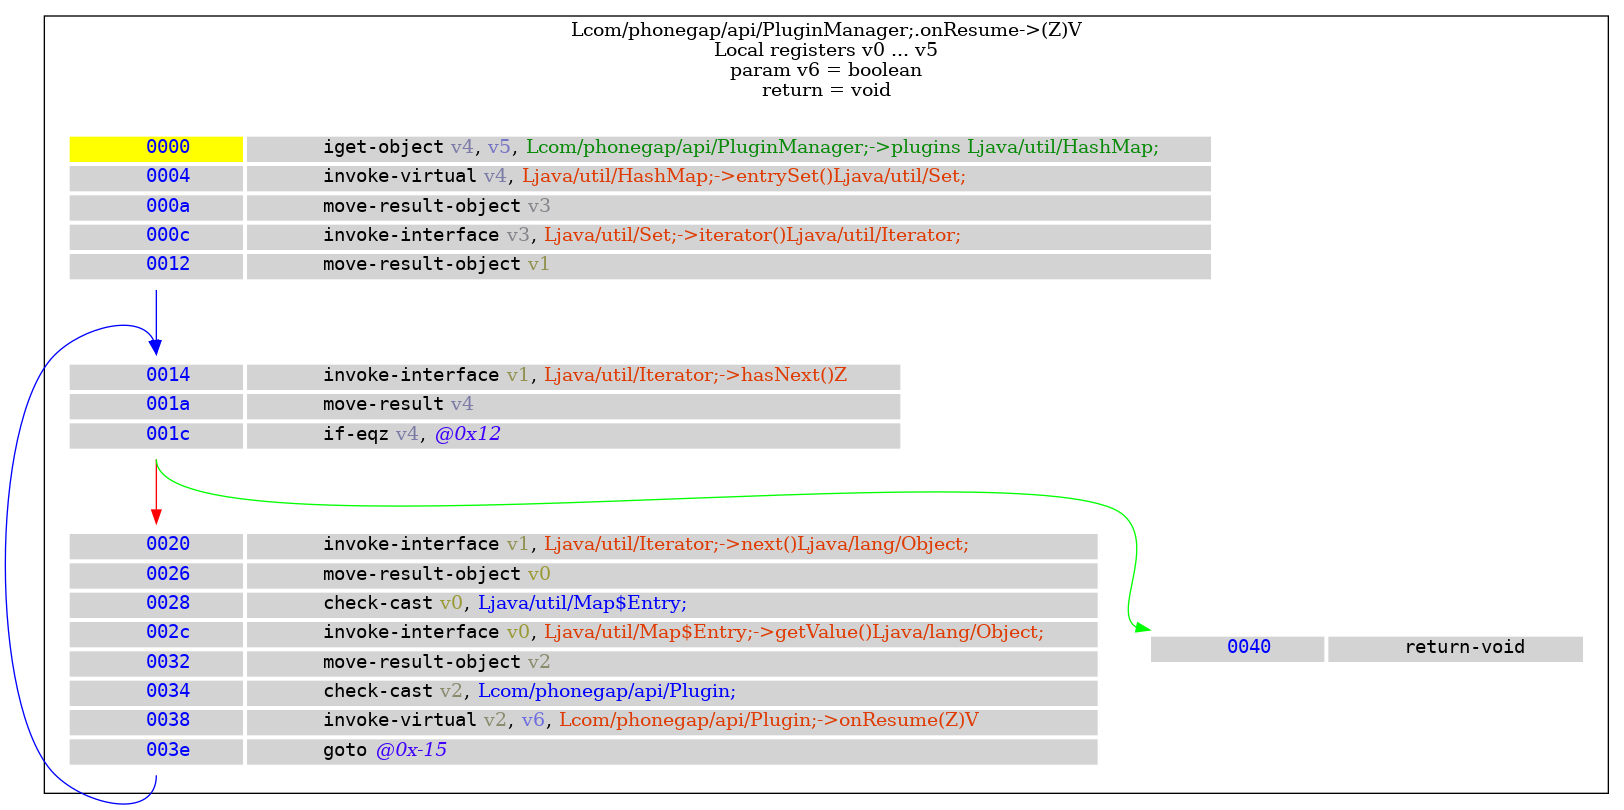 Lcom/phonegap/api/PluginManager;.onResume->(Z)V
Local registers v0 ... v5
param v6 = boolean
return = void
0000 iget-object v4, v5, Lcom/phonegap/api/PluginManager;->plugins Ljava/util/HashMap;
0004 invoke-virtual v4, Ljava/util/HashMap;->entrySet()Ljava/util/Set;
000a move-result-object v3
000c invoke-interface v3, Ljava/util/Set;->iterator()Ljava/util/Iterator;
0012 move-result-object v1
0014 invoke-interface v1, Ljava/util/Iterator;->hasNext()Z
001a move-result v4
001c if-eqz v4, @0x12
0020 invoke-interface v1, Ljava/util/Iterator;->next()Ljava/lang/Object;
0026 move-result-object v0
0028 check-cast v0, Ljava/util/Map$Entry;
002c invoke-interface v0, Ljava/util/Map$Entry;->getValue()Ljava/lang/Object;
0032 move-result-object v2
0034 check-cast v2, Lcom/phonegap/api/Plugin;
0038 invoke-virtual v2, v6, Lcom/phonegap/api/Plugin;->onResume(Z)V
003e goto @0x-15
0040 return-void